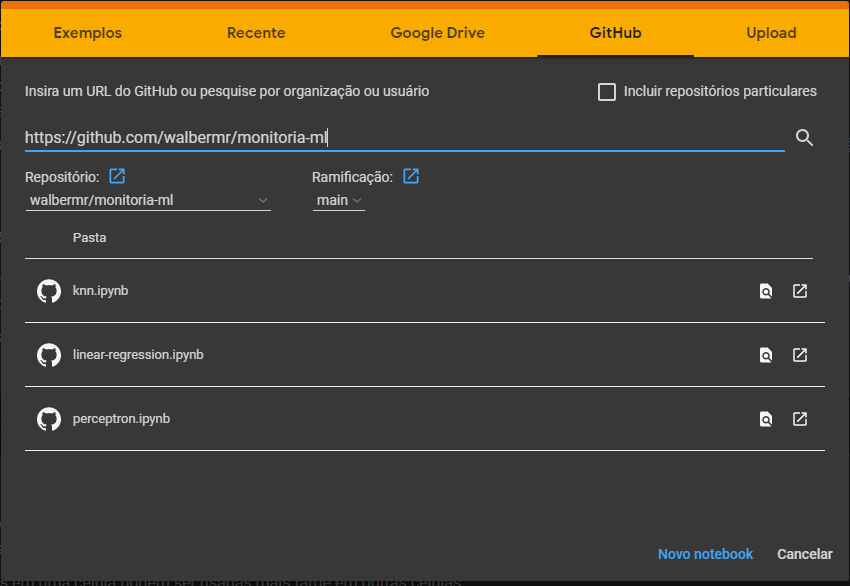 Exemplos Recente Google Drive GitHub Upload
Insira um URL do GitHub ou pesquise por organização ou usuário Incluir repositórios particulares
https://github.com/walbermr/monitoria-ml
Repositório: Ramificação:
walbermr/monitoria-ml main
Pasta
knn.ipynb
linear-regression.ipynb
perceptron.ipynb
Novo notebook Cancelar